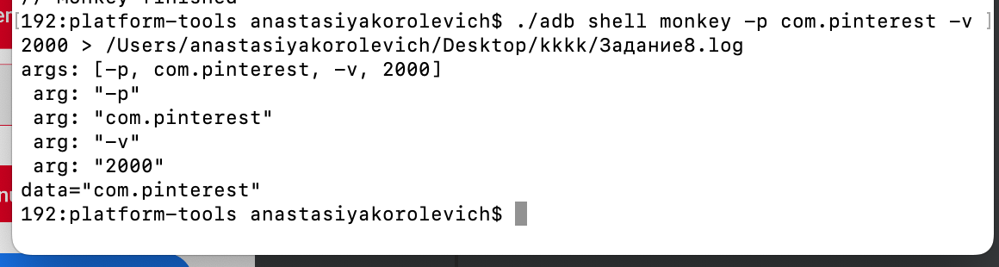 // Monkey finished
[192:platform-tools anastasiyakorolevich$ ./adb shell monkey -p com.pinterest -v ]
2000 > /Users/anastasiyakorolevich/Desktop/kkkk/Задание8.log
args: [-p, com.pinterest, -v, 2000]
 arg: "-p"
 arg: "com.pinterest"
 arg: "-v"
 arg: "2000"
data="com.pinterest"
192:platform-tools anastasiyakorolevich$